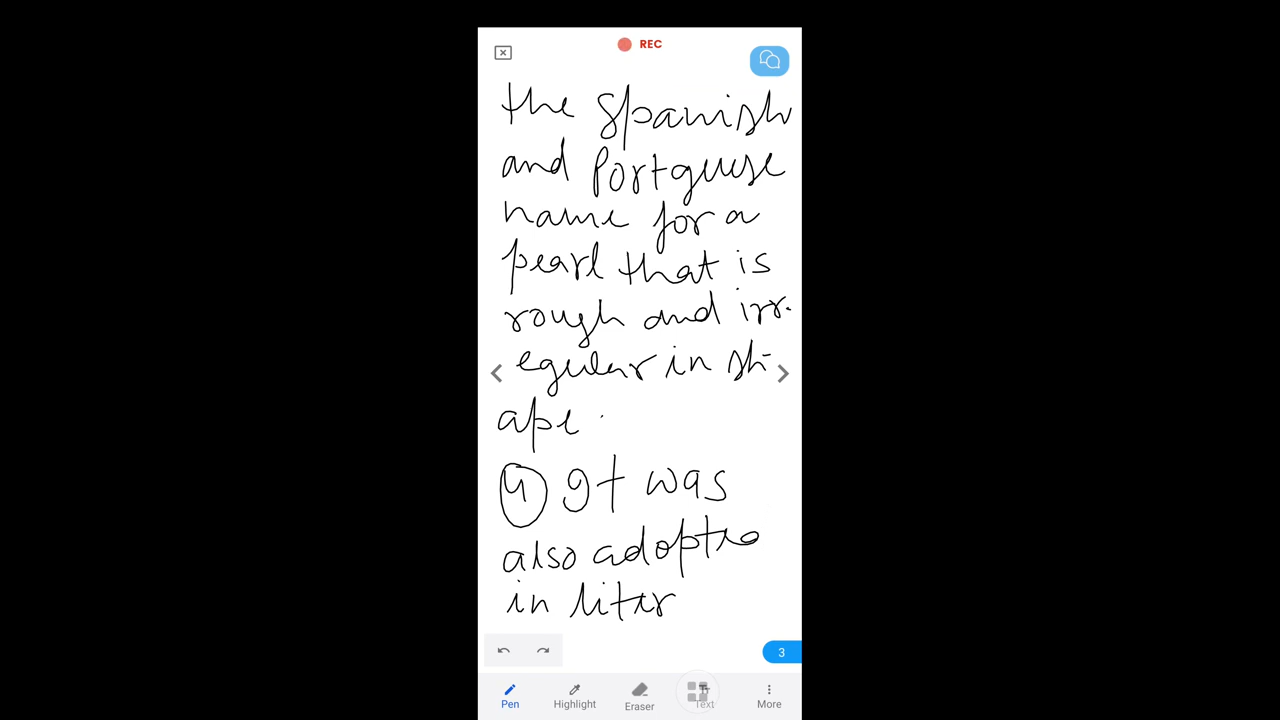 REC
the Spanish
and Portguese
name for a
pearl that is
rough and irr-
egular in sh-
ape.
4 It was
also adopted
in liter
3
Pen Highlight Eraser Text More